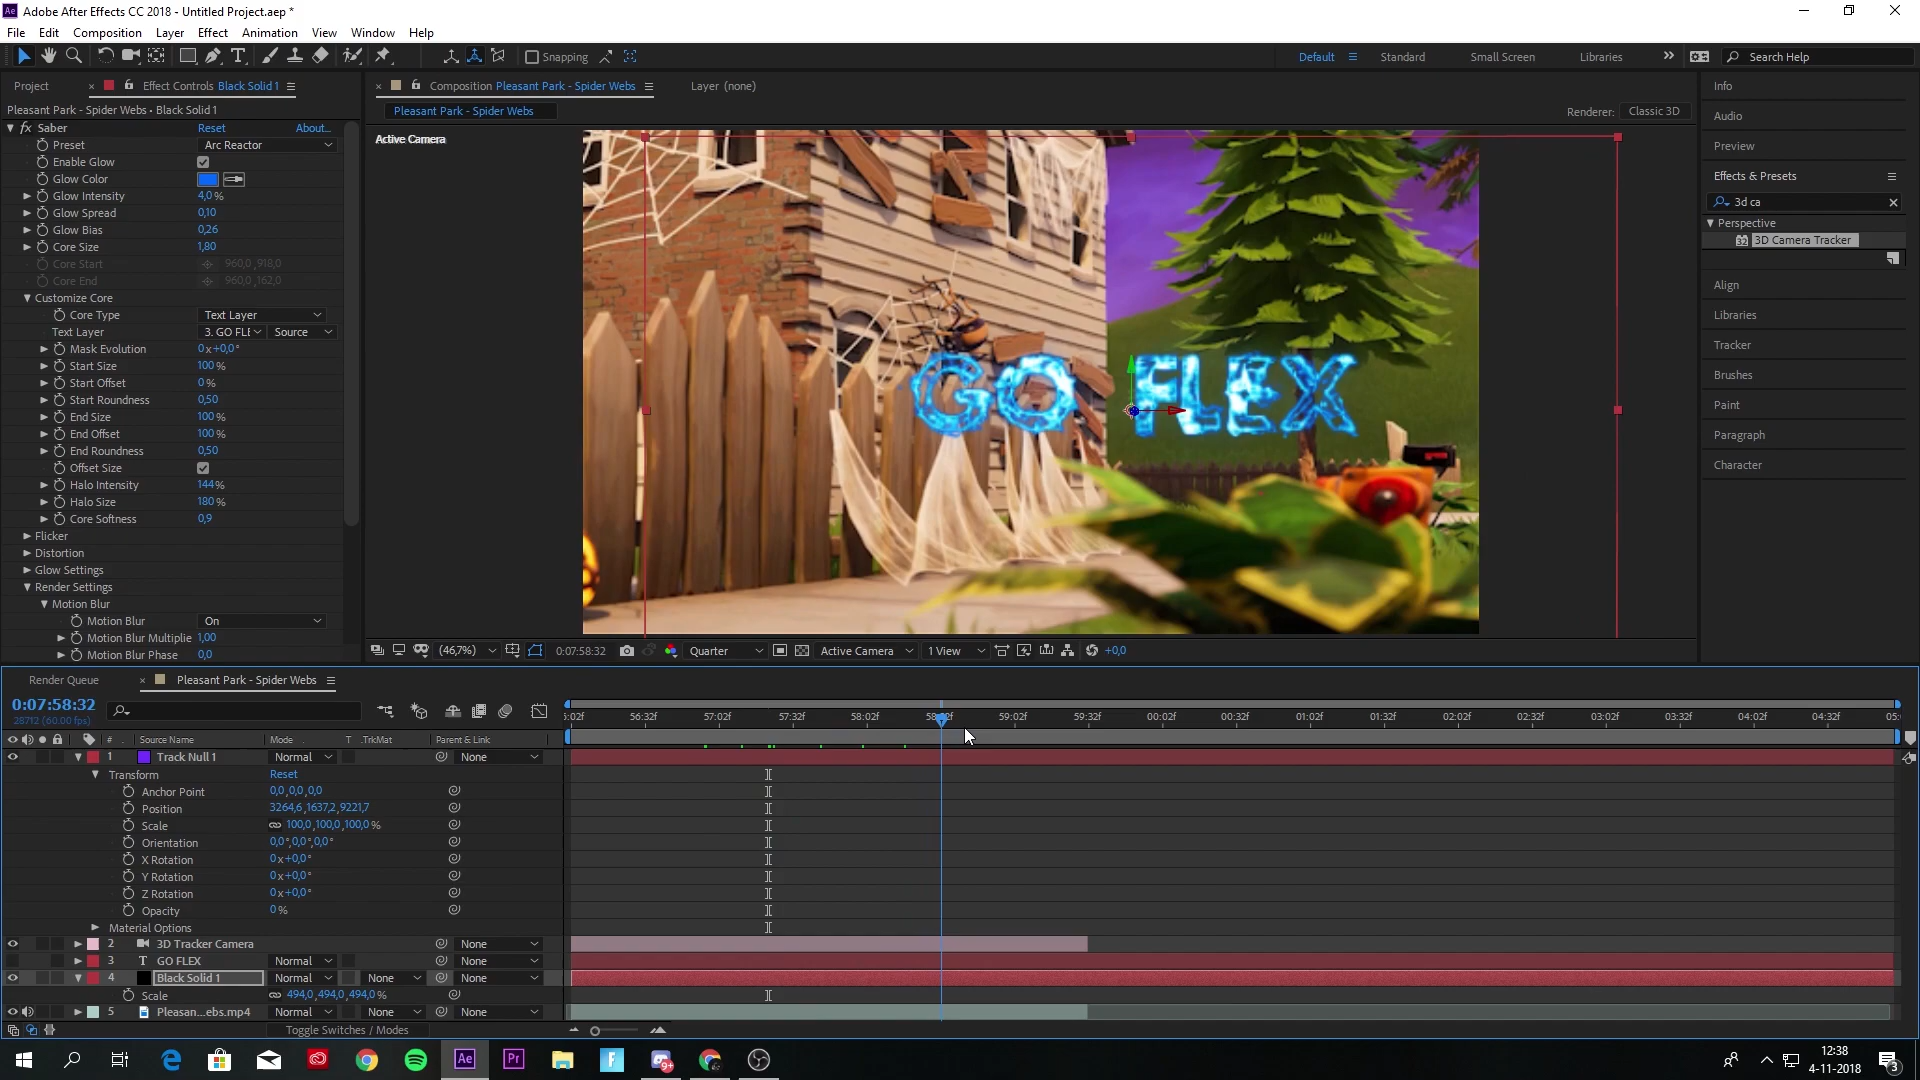 Adobe After Effects CC 2018 - Untitled Project.aep *
File Edit Composition Layer Effect Animation View Window Help
Snapping
Default Standard Small Screen Libraries Search Help
Project Effect Controls Black Solid 1
Pleasant Park - Spider Webs • Black Solid 1
fx Saber Reset About...
Preset Arc Reactor
Enable Glow
Glow Color
Glow Intensity 4,0 %
Glow Spread 0,10
Glow Bias 0,26
Core Size 1,80
Core Start 960,0 ,918,0
Core End 960,0 ,162,0
Customize Core
Core Type Text Layer
Text Layer 3. GO FLE Source
Mask Evolution 0 x +0,0 °
Start Size 100 %
Start Offset 0 %
Start Roundness 0,50
End Size 100 %
End Offset 100 %
End Roundness 0,50
Offset Size
Halo Intensity 144 %
Halo Size 180 %
Core Softness 0,9
Flicker
Distortion
Glow Settings
Render Settings
Motion Blur
Motion Blur On
Motion Blur Multiplie 1,00
Motion Blur Phase 0,0
Composition Pleasant Park - Spider Webs Layer (none)
Pleasant Park - Spider Webs
Renderer: Classic 3D
Active Camera
GO FLEX
(46,7%) 0:07:58:32 Quarter Active Camera 1 View +0,0
Info
Audio
Preview
Effects & Presets
3d ca
Perspective
32 3D Camera Tracker
Align
Libraries
Tracker
Brushes
Paint
Paragraph
Character
Render Queue Pleasant Park - Spider Webs
0:07:58:32
28712 (60.00 fps)
5:02f 56:32f 57:02f 57:32f 58:02f 59:02f 59:32f 00:02f 00:32f 01:02f 01:32f 02:02f 02:32f 03:02f 03:32f 04:02f 04:32f 05:0
# Source Name Mode T .TrkMat Parent & Link
1 Track Null 1 Normal None
Transform Reset
Anchor Point 0,0 ,0,0 ,0,0
Position 3264,6 ,1637,2 ,9221,7
Scale 100,0 ,100,0 ,100,0 %
Orientation 0,0 ° ,0,0 ° ,0,0 °
X Rotation 0 x +0,0 °
Y Rotation 0 x +0,0 °
Z Rotation 0 x +0,0 °
Opacity 0 %
Material Options
2 3D Tracker Camera None
3 T GO FLEX Normal None
4 Black Solid 1 Normal None None
Scale 494,0 ,494,0 ,494,0 %
5 Pleasan...ebs.mp4 Normal None None
Toggle Switches / Modes
Ae Pr F 9+
12:38
4-11-2018
3